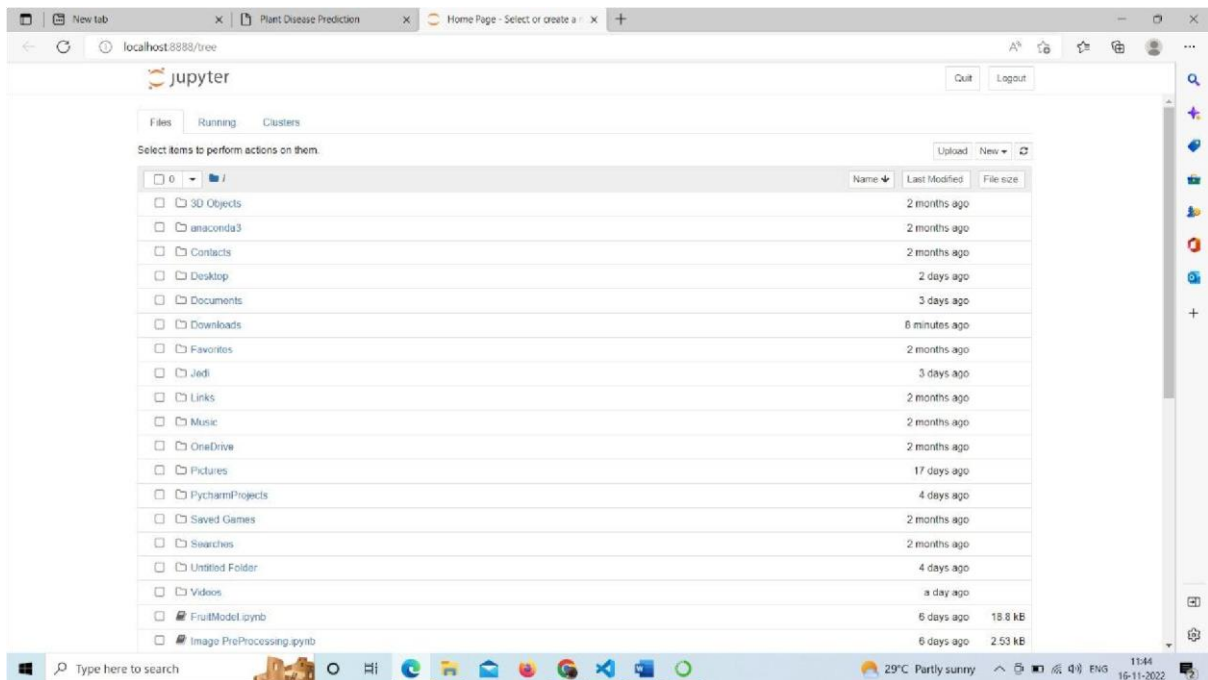 New tab
Plant Disease Prediction
Home Page - Select or create a
localhost:8888/tree
jupyter
Quit Logout
Files Running Clusters
Select items to perform actions on them.
Upload New
0 /
Name Last Modified File size
3D Objects 2 months ago
anaconda3 2 months ago
Contacts 2 months ago
Desktop 2 days ago
Documents 3 days ago
Downloads 8 minutes ago
Favorites 2 months ago
Jedi 3 days ago
Links 2 months ago
Music 2 months ago
OneDrive 2 months ago
Pictures 17 days ago
PycharmProjects 4 days ago
Saved Games 2 months ago
Searches 2 months ago
Untitled Folder 4 days ago
Videos a day ago
FruitModel.ipynb 6 days ago 18.8 kB
Image PreProcessing.ipynb 6 days ago 2.53 kB
Type here to search
29°C Partly sunny ENG 11:44
16-11-2022